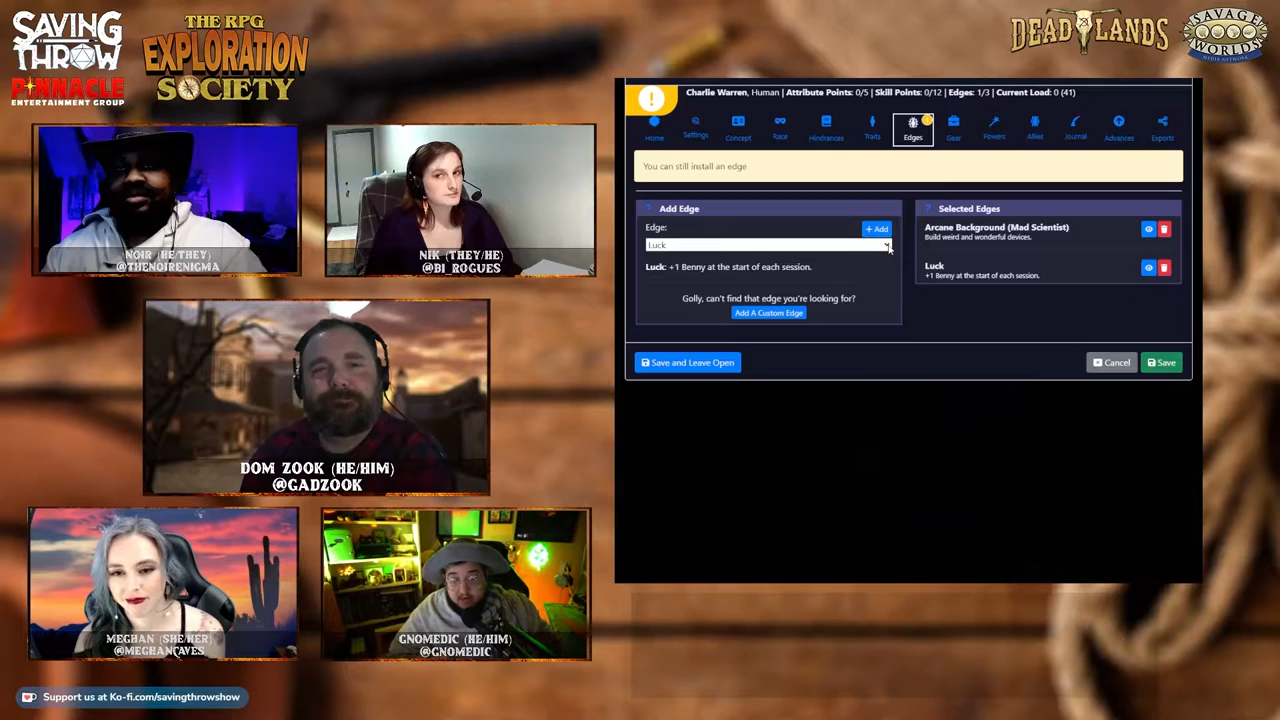 SAVING
THROW
PINNACLE
ENTERTAINMENT GROUP
THE RPG
EXPLORATION
SOCIETY
DEADLANDS
SAVAGE
WORLDS
MEDIA NETWORK
NOIR (HE/THEY)
@THENOIRENIGMA
NIK (THEY/HE)
@BI_ROGUES
DOM ZOOK (HE/HIM)
@GADZOOK
MEGHAN (SHE/HER)
@MEGHANCAVES
GNOMEDIC (HE/HIM)
@GNOMEDIC
Support us at Ko-fi.com/savingthrowshow
Charlie Warren, Human | Attribute Points: 0/5 | Skill Points: 0/12 | Edges: 1/3 | Current Load: 0 (41)
Home Settings Concept Race Hindrances Traits Edges Gear Powers Allies Journal Advances Exports
You can still install an edge
? Add Edge
Edge:
+ Add
Luck
Luck: +1 Benny at the start of each session.
Golly, can't find that edge you're looking for?
Add A Custom Edge
? Selected Edges
Arcane Background (Mad Scientist)
Build weird and wonderful devices.
Luck
+1 Benny at the start of each session.
Save and Leave Open
Cancel
Save